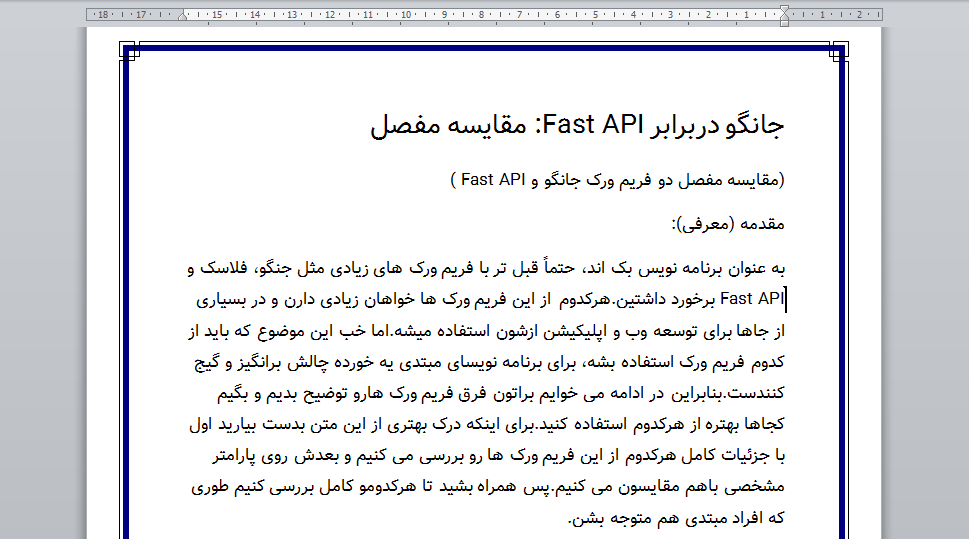 18 17 15 14 13 12 11 10 9 8 7 6 5 4 3 2 1 1 2
جانگو دربرابر Fast API: مقایسه مفصل
(مقایسه مفصل دو فریم ورک جانگو و Fast API )
مقدمه (معرفی):
به عنوان برنامه نویس بک اند، حتماً قبل تر با فریم ورک های زیادی مثل جنگو، فلاسک و
Fast API برخورد داشتین.هرکدوم از این فریم ورک ها خواهان زیادی دارن و در بسیاری
از جاها برای توسعه وب و اپلیکیشن ازشون استفاده میشه.اما خب این موضوع که باید از
کدوم فریم ورک استفاده بشه، برای برنامه نویسای مبتدی یه خورده چالش برانگیز و گیج
کنندست.بنابراین در ادامه می خوایم براتون فرق فریم ورک هارو توضیح بدیم و بگیم
کجاها بهتره از هرکدوم استفاده کنید.برای اینکه درک بهتری از این متن بدست بیارید اول
با جزئیات کامل هرکدوم از این فریم ورک ها رو بررسی می کنیم و بعدش روی پارامتر
مشخصی باهم مقایسون می کنیم.پس همراه بشید تا هرکدومو کامل بررسی کنیم طوری
که افراد مبتدی هم متوجه بشن.